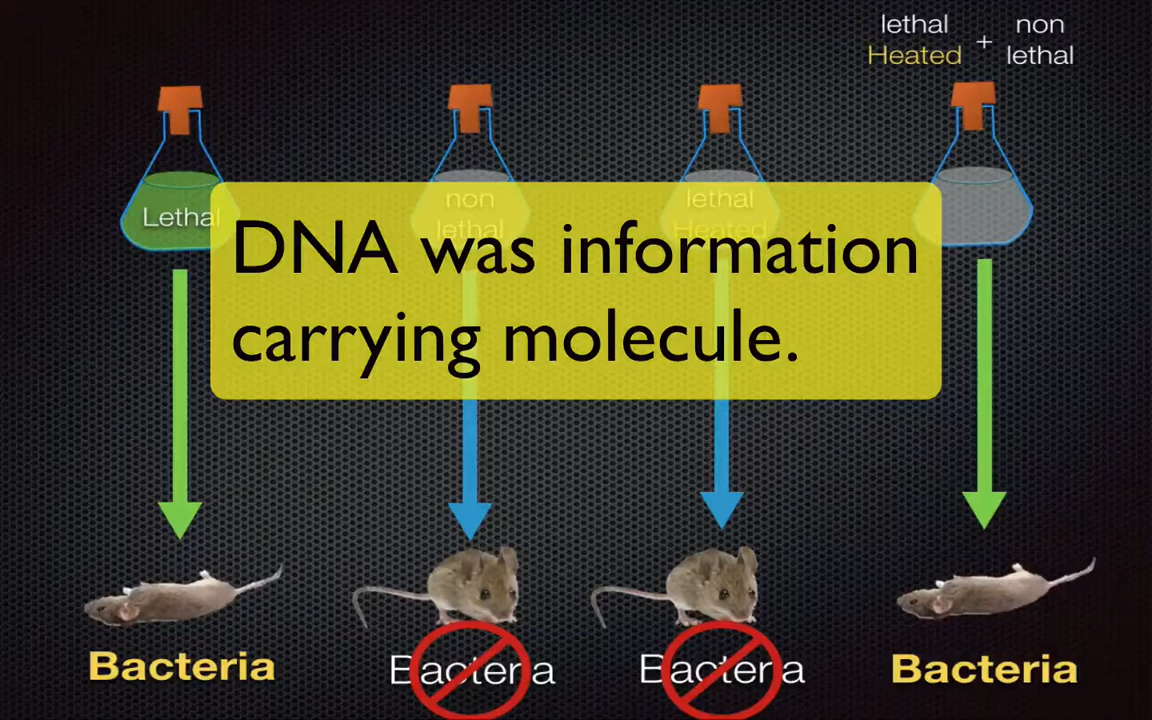 lethal non
Heated + lethal
Lethal
non
lethal
lethal
Heated
DNA was information
carrying molecule.
Bacteria
Bacteria
Bacteria
Bacteria